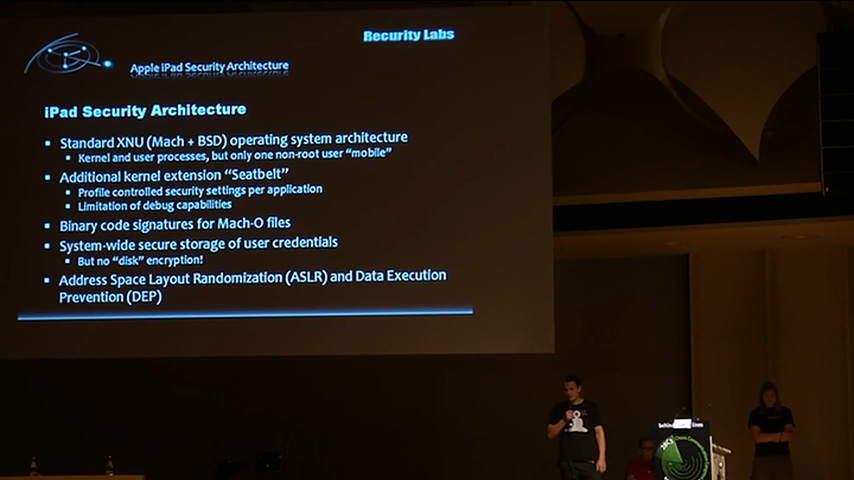 Recurity Labs
Apple iPad Security Architecture
iPad Security Architecture
▪ Standard XNU (Mach + BSD) operating system architecture
▪ Kernel and user processes, but only one non-root user “mobile”
▪ Additional kernel extension “Seatbelt”
▪ Profile controlled security settings per application
▪ Limitation of debug capabilities
▪ Binary code signatures for Mach-O files
▪ System-wide secure storage of user credentials
▪ But no “disk” encryption!
▪ Address Space Layout Randomization (ASLR) and Data Execution
Prevention (DEP)
behind lines